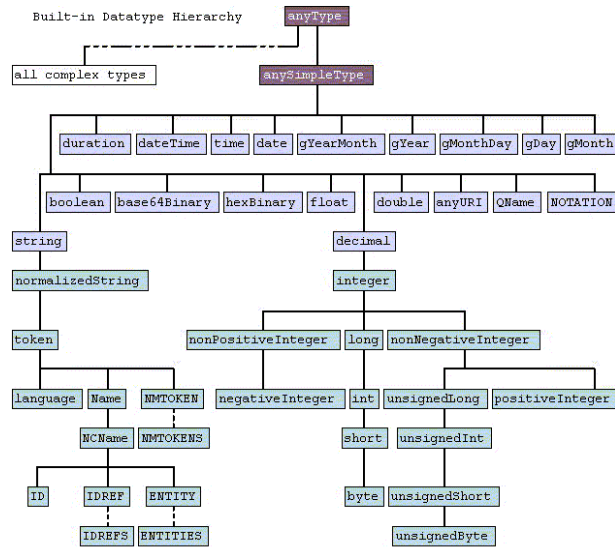 Built-in Datatype Hierarchy
anyType
all complex types
anySimpleType
duration dateTime time date gYearMonth gYear gMonthDay gDay gMonth
boolean base64Binary hexBinary float double anyURI QName NOTATION
string decimal
normalizedString integer
token nonPositiveInteger long nonNegativeInteger
language Name NMTOKEN negativeInteger int unsignedLong positiveInteger
NCName NMTOKENS short unsignedInt
ID IDREF ENTITY byte unsignedShort
IDREFS ENTITIES unsignedByte